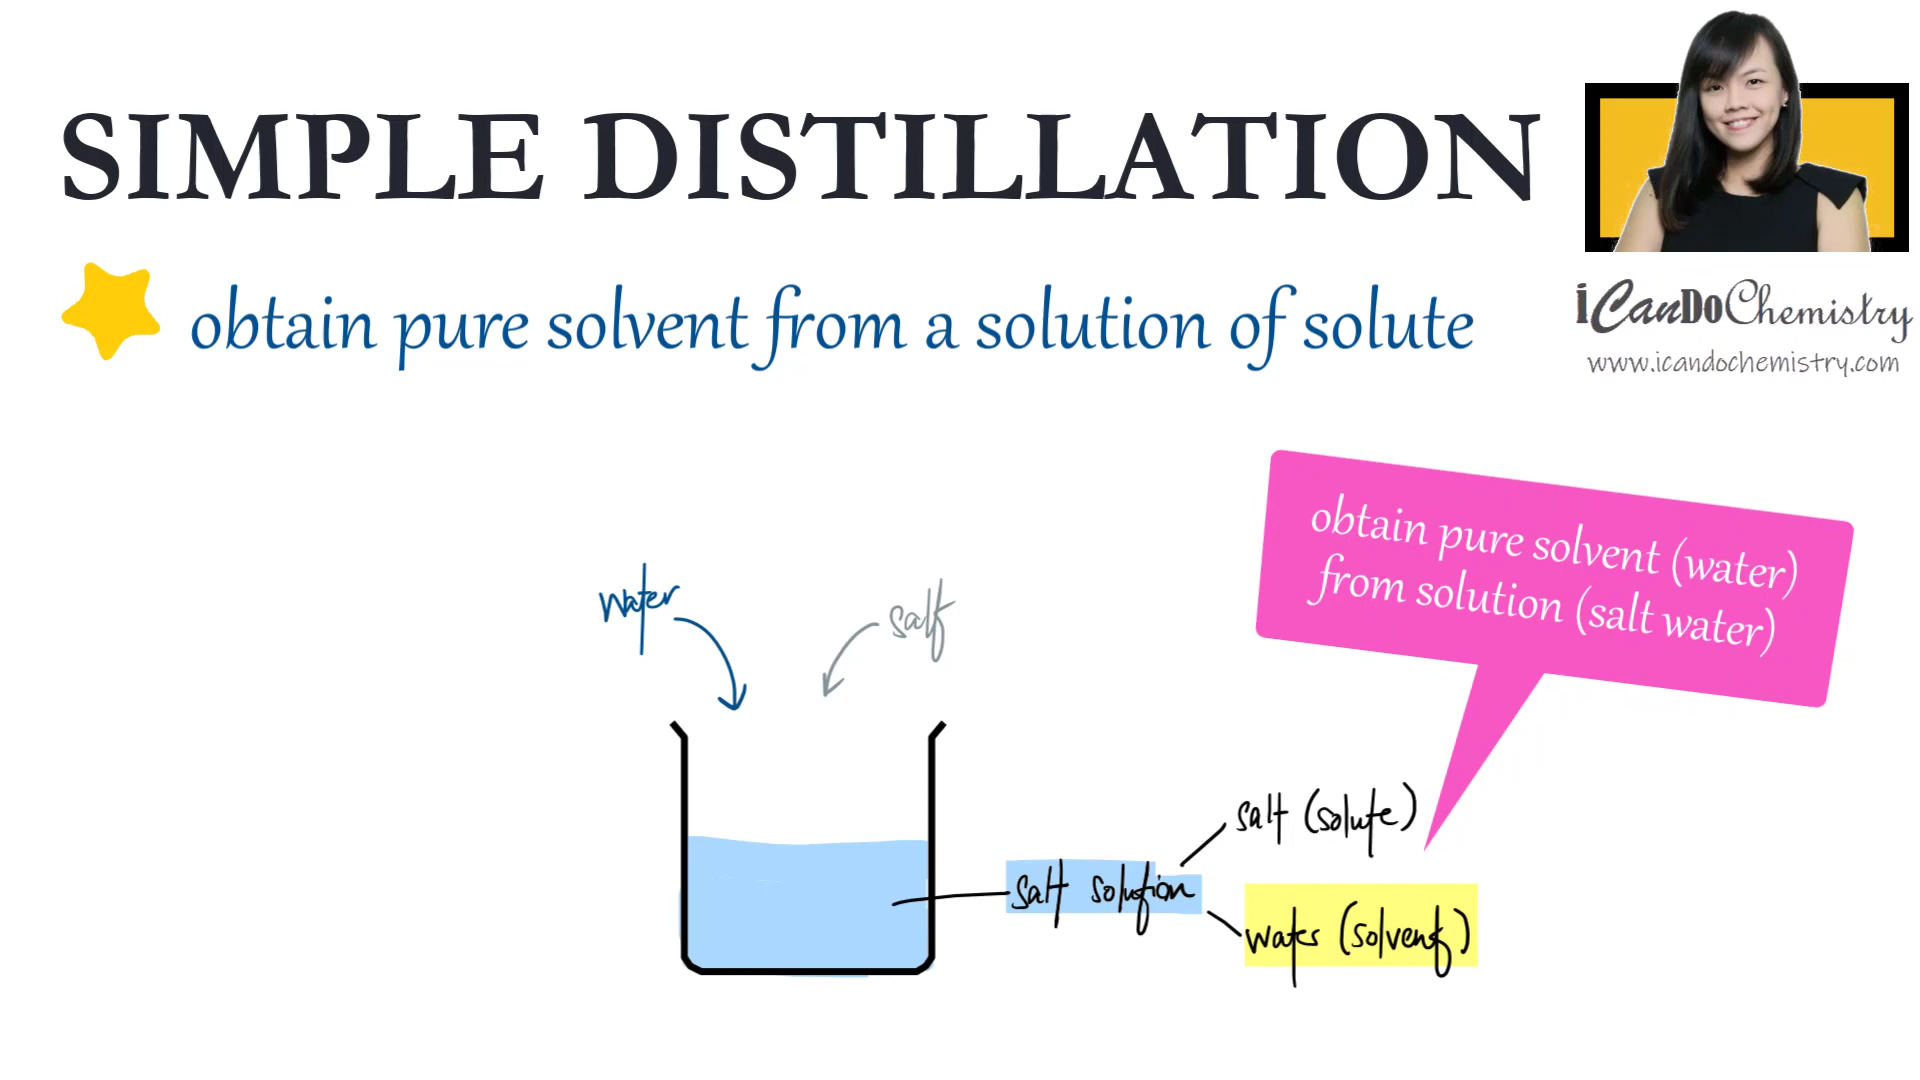 SIMPLE DISTILLATION
obtain pure solvent from a solution of solute
iCanDoChemistry
www.icandochemistry.com
obtain pure solvent (water)
from solution (salt water)
water
salt
salt (solute)
salt solution
water (solvent)